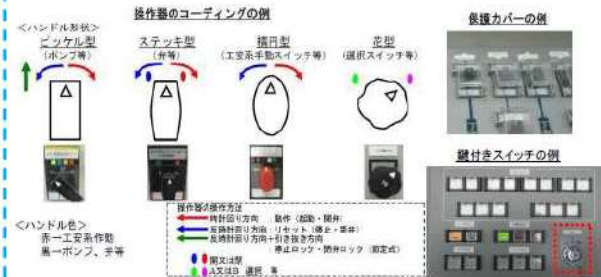 操作器のコーディングの例
<ハンドル形状>
ピッケル型
(ポンプ等)
ステッキ型
(弁等)
楕円型
(工安系手動スイッチ等)
花型
(選択スイッチ等)
<ハンドル色>
赤ー工安系作動
黒ーポンプ、弁等
操作器の操作方法
時計回り方向 :動作(起動・開弁)
反時計回り方向:リセット(停止・閉弁)
反時計回り方向+引き抜き方向
:停止ロック・閉弁ロック(固定式)
開又は閉
A又はB 選択 等
保護カバーの例
鍵付きスイッチの例